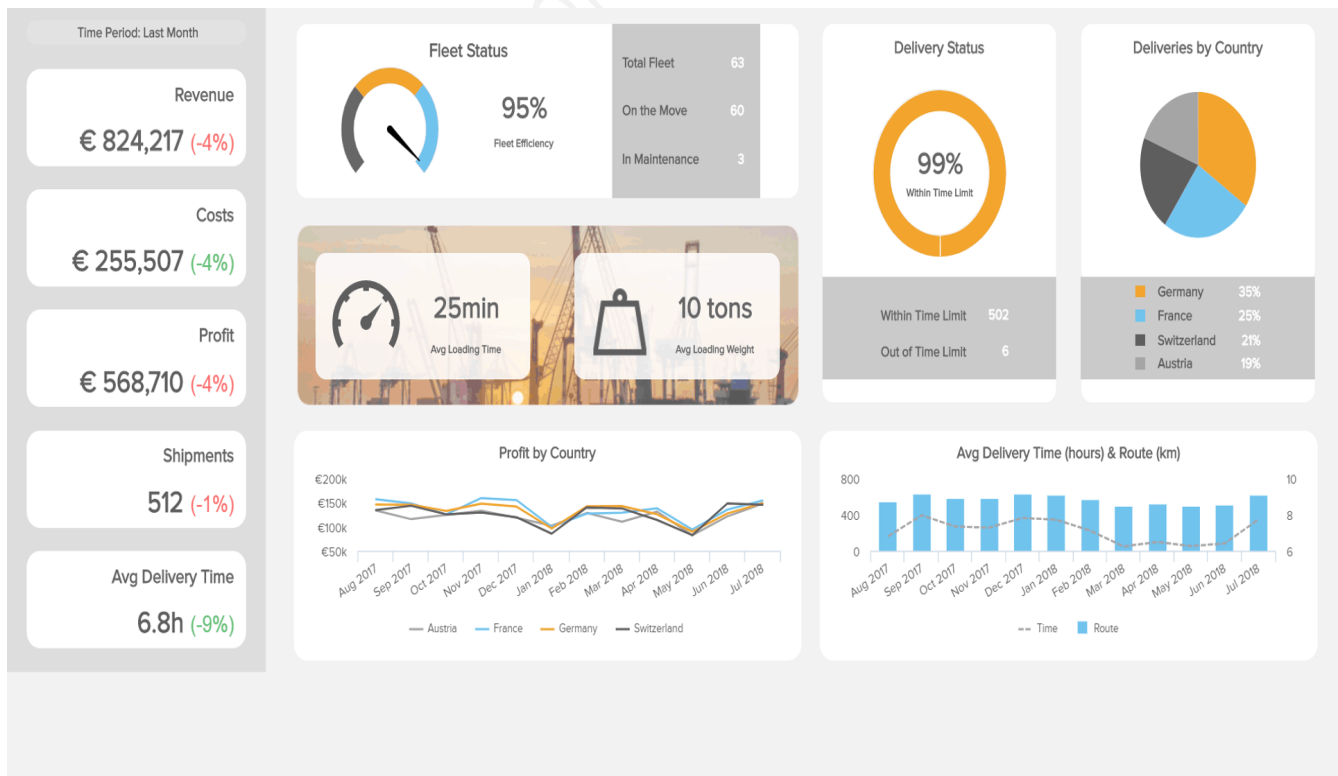 Time Period: Last Month
Revenue
€ 824,217 (-4%)
Costs
€ 255,507 (-4%)
Profit
€ 568,710 (-4%)
Shipments
512 (-1%)
Avg Delivery Time
6.8h (-9%)
Fleet Status
95%
Fleet Efficiency
Total Fleet 63
On the Move 60
In Maintenance 3
25min
Avg Loading Time
10 tons
Avg Loading Weight
Delivery Status
99%
Within Time Limit
Within Time Limit 502
Out of Time Limit 6
Deliveries by Country
Germany 35%
France 25%
Switzerland 21%
Austria 19%
Profit by Country
€200k
€150k
€100k
€50k
Aug 2017 Sep 2017 Oct 2017 Nov 2017 Dec 2017 Jan 2018 Feb 2018 Mar 2018 Apr 2018 May 2018 Jun 2018 Jul 2018
Austria France Germany Switzerland
Avg Delivery Time (hours) & Route (km)
800 10
400 8
0 6
Aug 2017 Sep 2017 Oct 2017 Nov 2017 Dec 2017 Jan 2018 Feb 2018 Mar 2018 Apr 2018 May 2018 Jun 2018 Jul 2018
Time Route